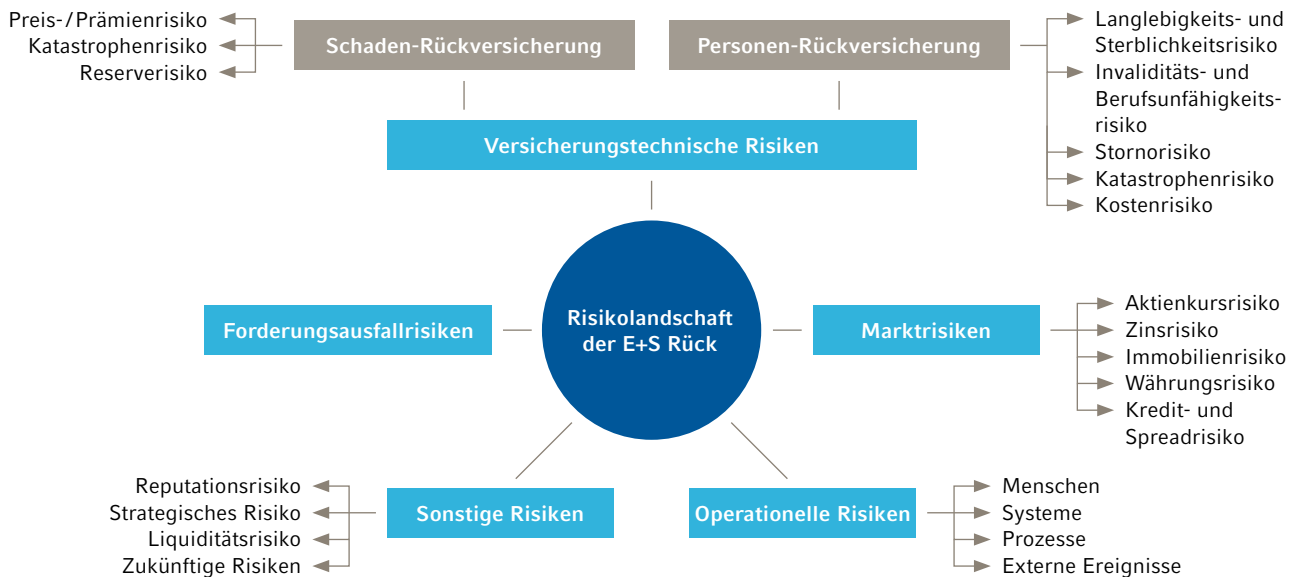 Preis-/Prämienrisiko
Katastrophenrisiko
Reserverisiko
Schaden-Rückversicherung
Personen-Rückversicherung
Langlebigkeits- und
Sterblichkeitsrisiko
Invaliditäts- und
Berufsunfähigkeits-
risiko
Stornorisiko
Katastrophenrisiko
Kostenrisiko
Versicherungstechnische Risiken
Forderungsausfallrisiken
Risikolandschaft
der E+S Rück
Marktrisiken
Aktienkursrisiko
Zinsrisiko
Immobilienrisiko
Währungsrisiko
Kredit- und
Spreadrisiko
Reputationsrisiko
Strategisches Risiko
Liquiditätsrisiko
Zukünftige Risiken
Sonstige Risiken
Operationelle Risiken
Menschen
Systeme
Prozesse
Externe Ereignisse